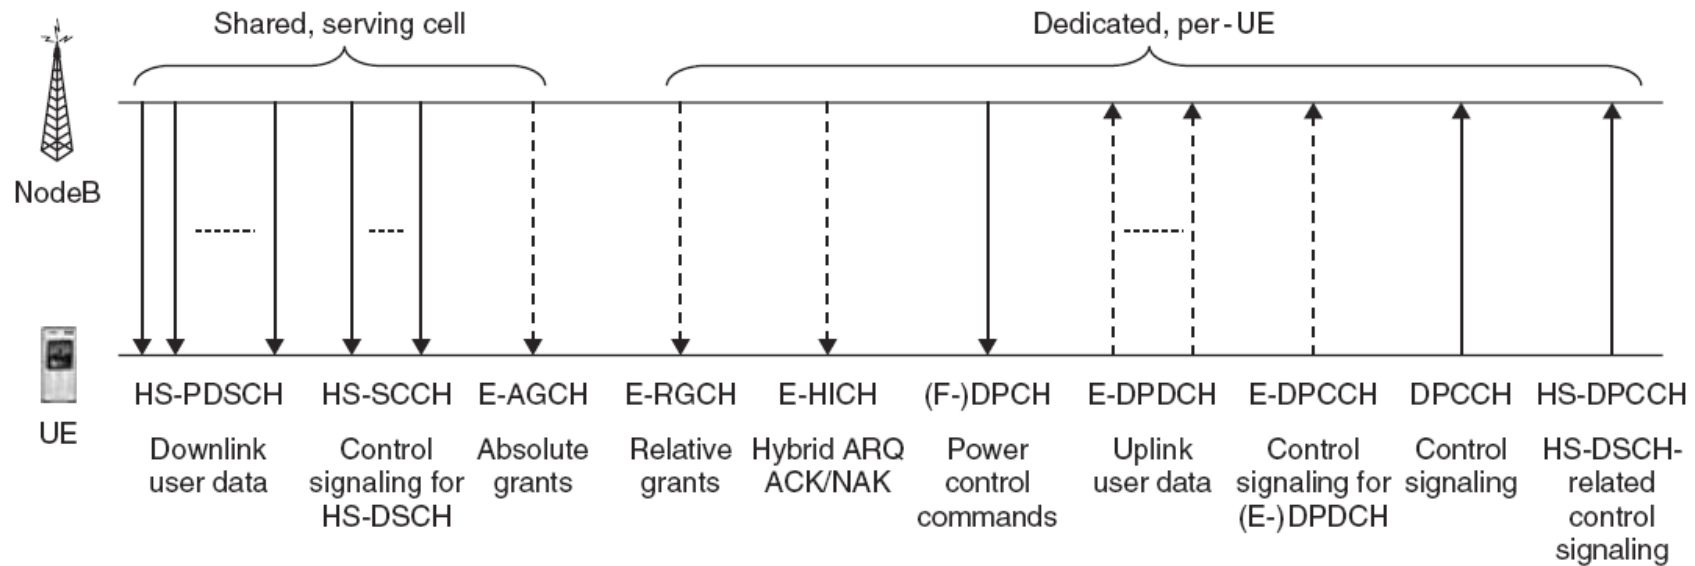 Shared, serving cell
Dedicated, per-UE
NodeB
UE
HS-PDSCH
Downlink
user data
HS-SCCH
Control
signaling for
HS-DSCH
E-AGCH
Absolute
grants
E-RGCH
Relative
grants
E-HICH
Hybrid ARQ
ACK/NAK
(F-)DPCH
Power
control
commands
E-DPDCH
Uplink
user data
E-DPCCH
Control
signaling for
(E-)DPDCH
DPCCH
Control
signaling
HS-DPCCH
HS-DSCH-
related
control
signaling